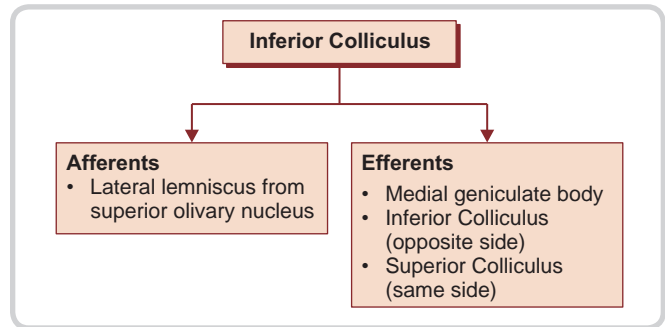 Inferior Colliculus
Afferents
• Lateral lemniscus from
superior olivary nucleus
Efferents
• Medial geniculate body
• Inferior Colliculus
(opposite side)
• Superior Colliculus
(same side)